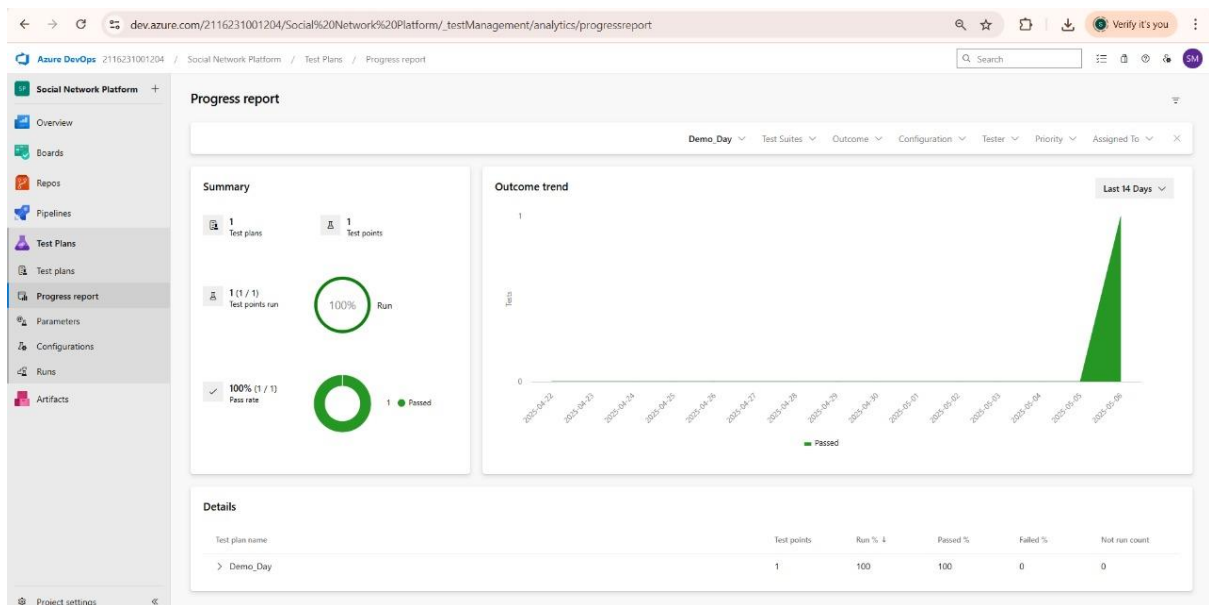 dev.azure.com/2116231001204/Social%20Network%20Platform/_testManagement/analytics/progressreport
S
Verify it's you
Azure DevOps 2116231001204 / Social Network Platform / Test Plans / Progress report
Search
SM
SP Social Network Platform +
Overview
Boards
Repos
Pipelines
Test Plans
Test plans
Progress report
Parameters
Configurations
Runs
Artifacts
Project settings
Progress report
Demo_Day Test Suites Outcome Configuration Tester Priority Assigned To
Summary
1
Test plans
1
Test points
1 (1 / 1)
Test points run
100% Run
100% (1 / 1)
Pass rate
1 Passed
Outcome trend
Last 14 Days
1
Tests
0
2025-04-22 2025-04-23 2025-04-24 2025-04-25 2025-04-26 2025-04-27 2025-04-28 2025-04-29 2025-04-30 2025-05-01 2025-05-02 2025-05-03 2025-05-04 2025-05-05 2025-05-06
Passed
Details
Test plan name Test points Run % ↓ Passed % Failed % Not run count
Demo_Day 1 100 100 0 0